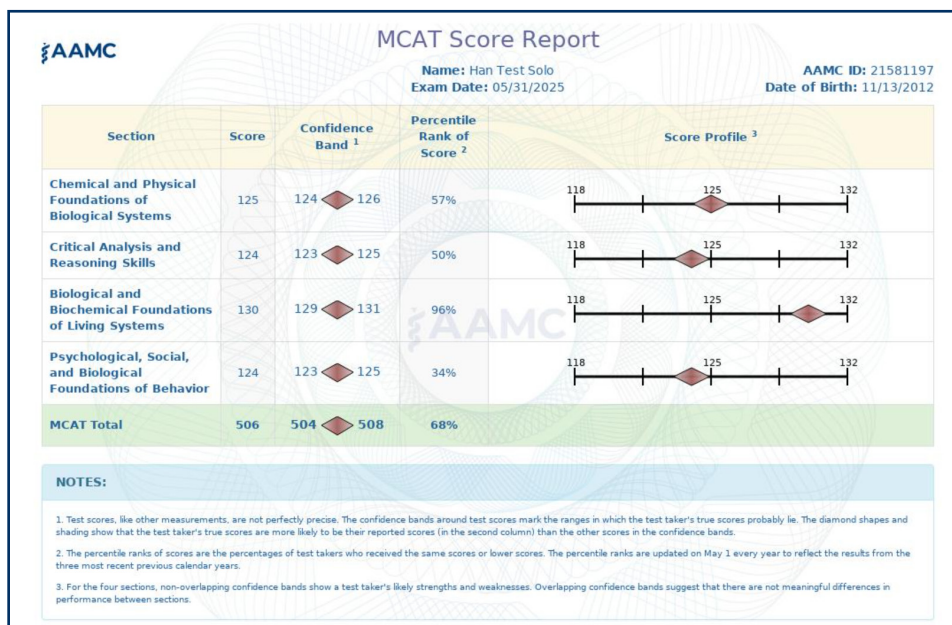 AAMC
MCAT Score Report
Name: Han Test Solo
Exam Date: 05/31/2025
AAMC ID: 21581197
Date of Birth: 11/13/2012
Section
Score
Confidence
Band 1
Percentile
Rank of
Score 2
Score Profile 3
Chemical and Physical
Foundations of
Biological Systems
125
124 126
57%
118 125 132
Critical Analysis and
Reasoning Skills
124
123 125
50%
118 125 132
Biological and
Biochemical Foundations
of Living Systems
130
129 131
96%
118 125 132
Psychological, Social,
and Biological
Foundations of Behavior
124
123 125
34%
118 125 132
MCAT Total
506
504 508
68%
AAMC
NOTES:
1. Test scores, like other measurements, are not perfectly precise. The confidence bands around test scores mark the ranges in which the test taker's true scores probably lie. The diamond shapes and
shading show that the test taker's true scores are more likely to be their reported scores (in the second column) than the other scores in the confidence bands.
2. The percentile ranks of scores are the percentages of test takers who received the same scores or lower scores. The percentile ranks are updated on May 1 every year to reflect the results from the
three most recent previous calendar years.
3. For the four sections, non-overlapping confidence bands show a test taker's likely strengths and weaknesses. Overlapping confidence bands suggest that there are not meaningful differences in
performance between sections.